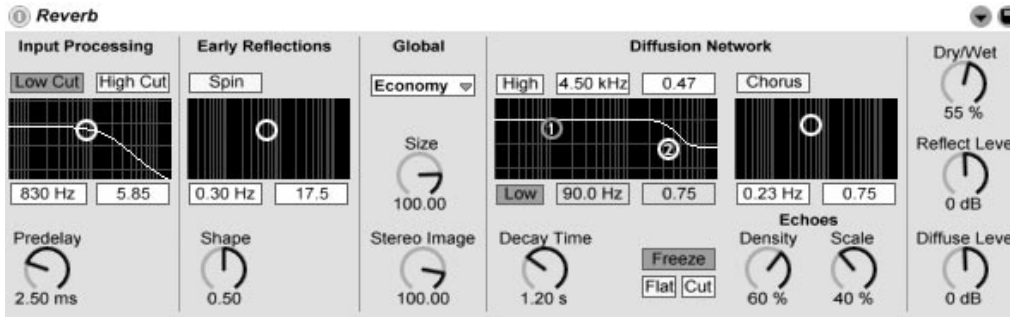 Reverb
Input Processing
Low Cut High Cut
830 Hz 5.85
Predelay
2.50 ms
Early Reflections
Spin
0.30 Hz 17.5
Shape
0.50
Global
Economy
Size
100.00
Stereo Image
100.00
Diffusion Network
High 4.50 kHz 0.47
1
2
Low 90.0 Hz 0.75
Chorus
0.23 Hz 0.75
Decay Time
1.20 s
Freeze
Flat Cut
Echoes
Density Scale
60 % 40 %
Dry/Wet
55 %
Reflect Leve
0 dB
Diffuse Leve
0 dB